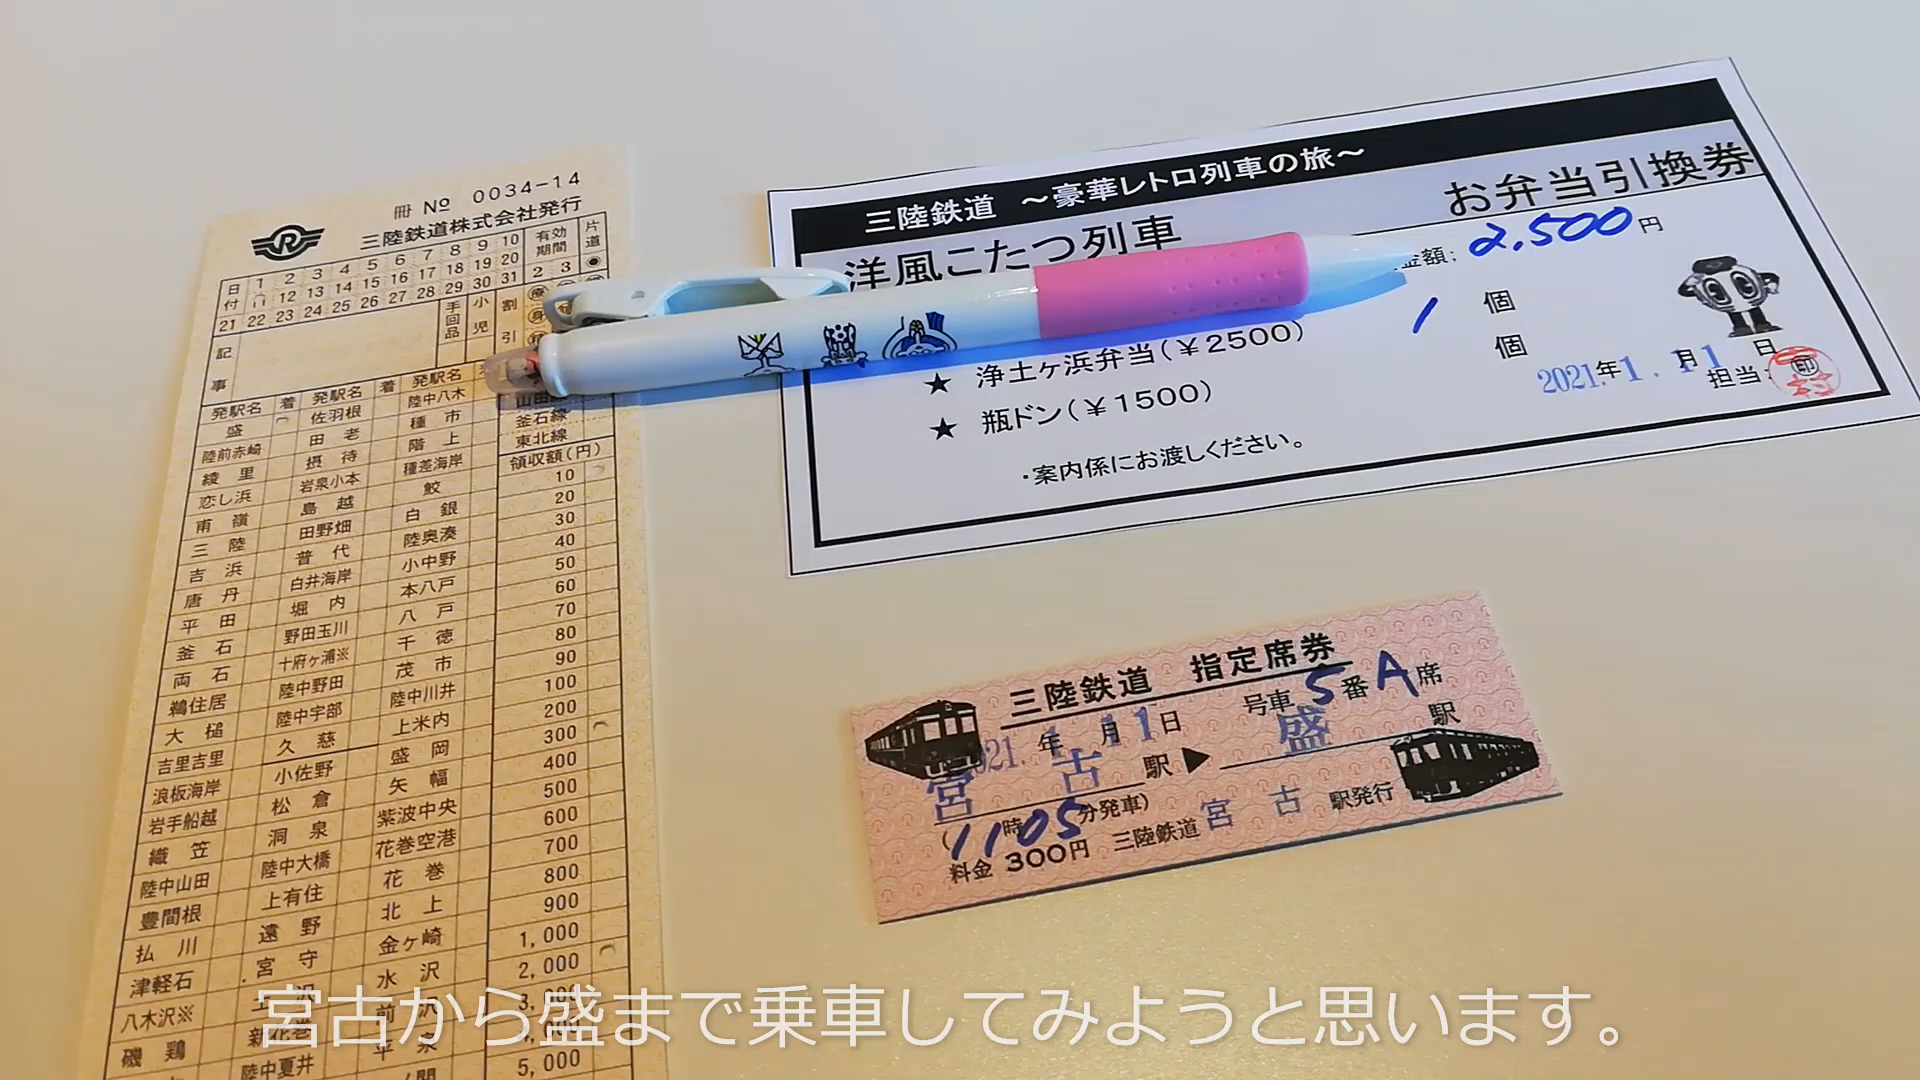 冊 No 0034-14
三陸鉄道株式会社発行
日付 1 2 3 4 5 6 7 8 9 10 有効期間 片道
11 12 13 14 15 16 17 18 19 20 2 3
21 22 23 24 25 26 27 28 29 30 31
記事 手回品 小児 割引
発駅名 着 発駅名 着 発駅名
盛 佐羽根 陸中八木 山田線
陸前赤崎 田老 種市 釜石線
綾里 摂待 階上 東北線
恋し浜 岩泉小本 種差海岸 領収額(円)
甫嶺 島越 鮫 10
三陸 田野畑 白銀 20
吉浜 普代 陸奥湊 30
唐丹 白井海岸 小中野 40
平田 堀内 本八戸 50
釜石 野田玉川 八戸 60
両石 十府ヶ浦※ 千徳 70
鵜住居 陸中野田 茂市 80
大槌 陸中宇部 陸中川井 90
吉里吉里 久慈 上米内 100
浪板海岸 小佐野 盛岡 200
岩手船越 松倉 矢幅 300
織笠 洞泉 紫波中央 400
陸中山田 陸中大橋 花巻空港 500
豊間根 上有住 花巻 600
払川 遠野 北上 700
津軽石 宮守 金ヶ崎 800
八木沢※ 土沢 水沢 900
磯鶏 新花巻 前沢 1,000
陸中夏井 平泉 2,000
一関 3,000
5,000
三陸鉄道 ～豪華レトロ列車の旅～
洋風こたつ列車 お弁当引換券
金額: 2,500円
★ 浄土ヶ浜弁当(￥2500) 1 個
★ 瓶ドン(￥1500) 個
・案内係にお渡しください。
2021.年1.月11日
担当 印
三陸鉄道 指定席券
2021.年1月11日 号車 5番A席
宮古駅▶盛駅
(11時05分発車)
料金 300円 三陸鉄道 宮古 駅発行
宮古から盛まで乗車してみようと思います。